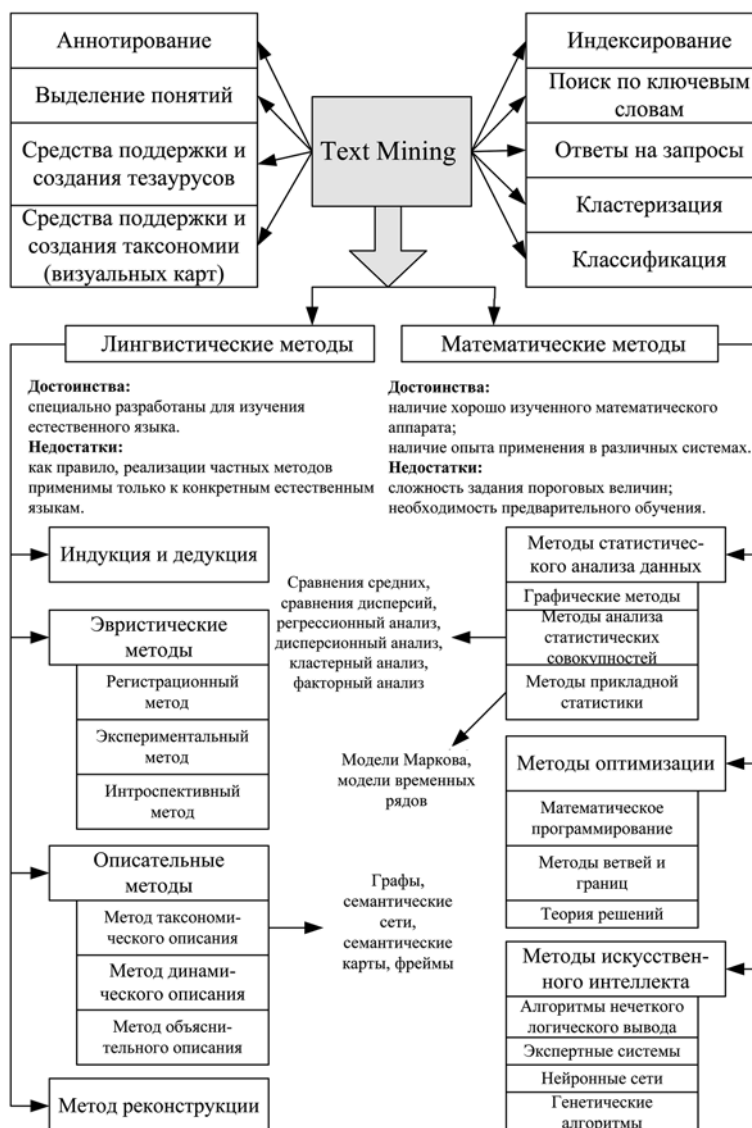 Аннотирование
Выделение понятий
Средства поддержки и
создания тезаурусов
Средства поддержки и
создания таксономии
(визуальных карт)
Text Mining
Индексирование
Поиск по ключевым
словам
Ответы на запросы
Кластеризация
Классификация
Лингвистические методы
Достоинства:
специально разработаны для изучения
естественного языка.
Недостатки:
как правило, реализации частных методов
применимы только к конкретным естественным
языкам.
Математические методы
Достоинства:
наличие хорошо изученного математического
аппарата;
наличие опыта применения в различных системах.
Недостатки:
сложность задания пороговых величин;
необходимость предварительного обучения.
Индукция и дедукция
Эвристические
методы
Регистрационный
метод
Экспериментальный
метод
Интроспективный
метод
Описательные
методы
Метод таксономи-
ческого описания
Метод динами-
ческого описания
Метод объясни-
тельного описания
Метод реконструкции
Сравнения средних,
сравнения дисперсий,
регрессионный анализ,
дисперсионный анализ,
кластерный анализ,
факторный анализ
Модели Маркова,
модели временных
рядов
Графы,
семантические
сети,
семантические
карты, фреймы
Методы статистичес-
кого анализа данных
Графические методы
Методы анализа
статистических
совокупностей
Методы прикладной
статистики
Методы оптимизации
Математическое
программирование
Методы ветвей и
границ
Теория решений
Методы искусствен-
ного интеллекта
Алгоритмы нечеткого
логического вывода
Экспертные системы
Нейронные сети
Генетические
алгоритмы